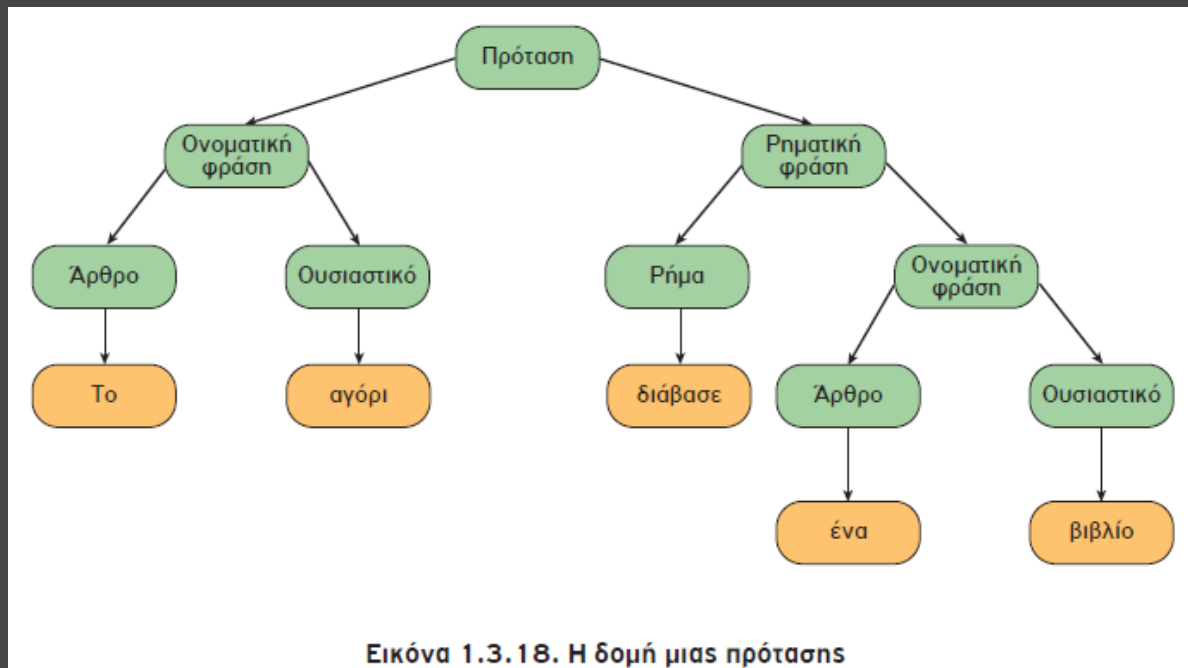 Πρόταση
Ονοματική
φράση
Ρηματική
φράση
Άρθρο
Ουσιαστικό
Ρήμα
Ονοματική
φράση
Το
αγόρι
διάβασε
Άρθρο
Ουσιαστικό
ένα
βιβλίο
Εικόνα 1.3.18. Η δομή μιας πρότασης